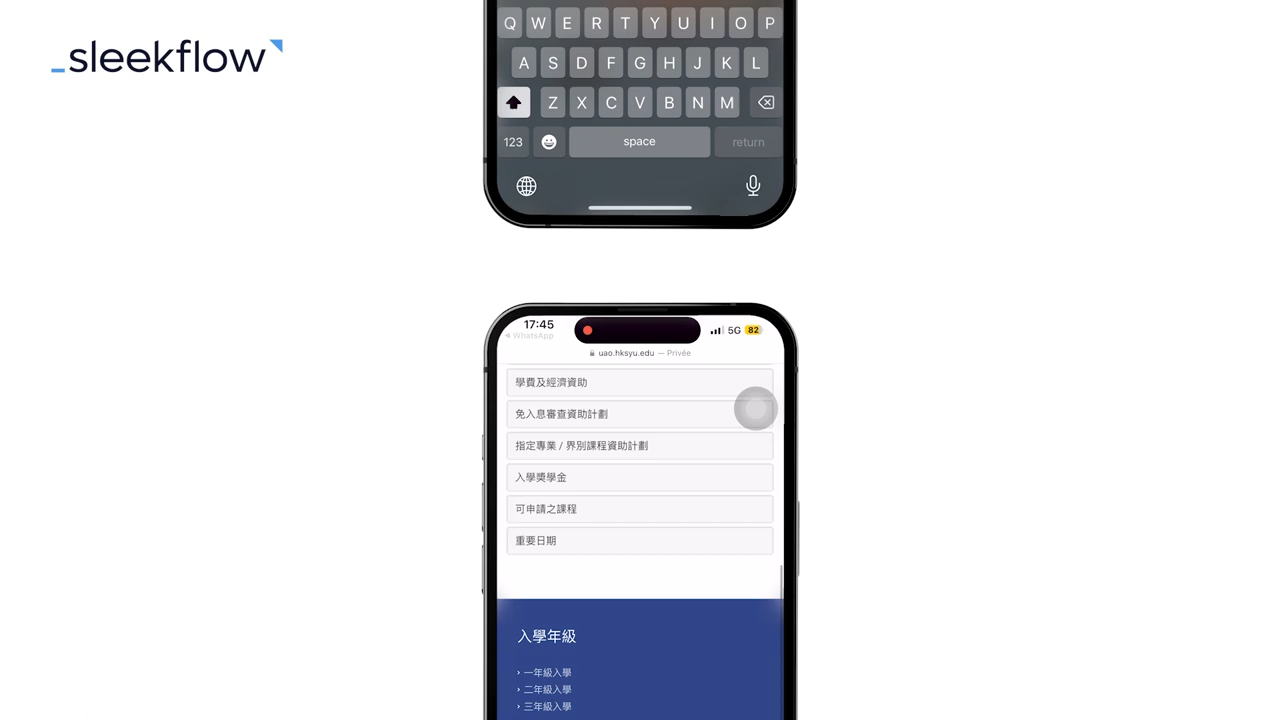 sleekflow
Q W E R T Y U I O P
A S D F G H J K L
Z X C V B N M
123 space return
17:45 5G 82
WhatsApp
uao.hksyu.edu — Privée
學費及經濟資助
免入息審查資助計劃
指定專業 / 界別課程資助計劃
入學獎學金
可申請之課程
重要日期
入學年級
› 一年級入學
› 二年級入學
› 三年級入學